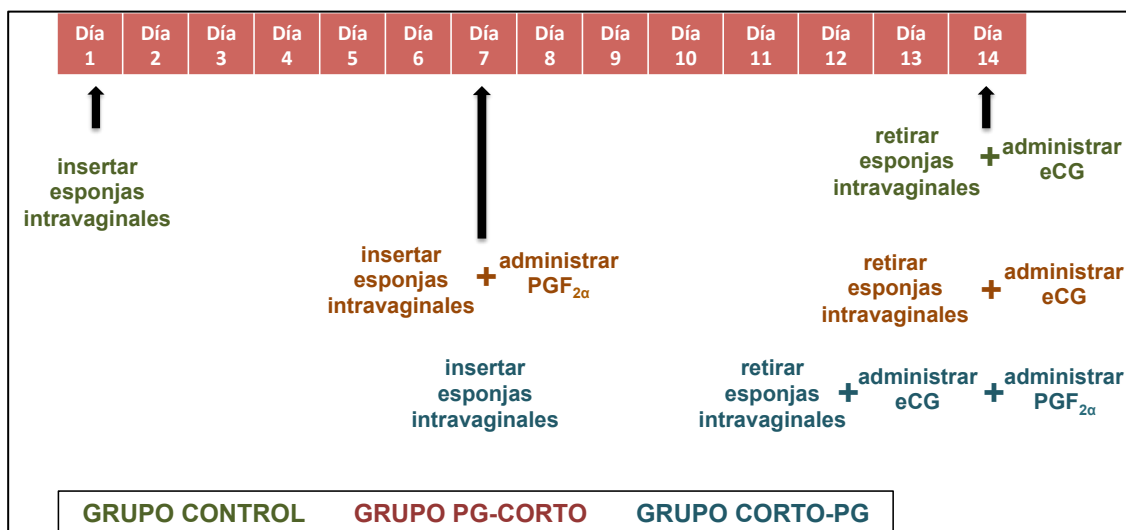 Día Día Día Día Día Día Día Día Día Día Día Día Día Día
1 2 3 4 5 6 7 8 9 10 11 12 13 14
insertar
esponjas
intravaginales
retirar
esponjas
intravaginales
+
administrar
eCG
insertar
esponjas
intravaginales
+
administrar
PGF2α
retirar
esponjas
intravaginales
+
administrar
eCG
insertar
esponjas
intravaginales
retirar
esponjas
intravaginales
+
administrar
eCG
+
administrar
PGF2α
GRUPO CONTROL GRUPO PG-CORTO GRUPO CORTO-PG